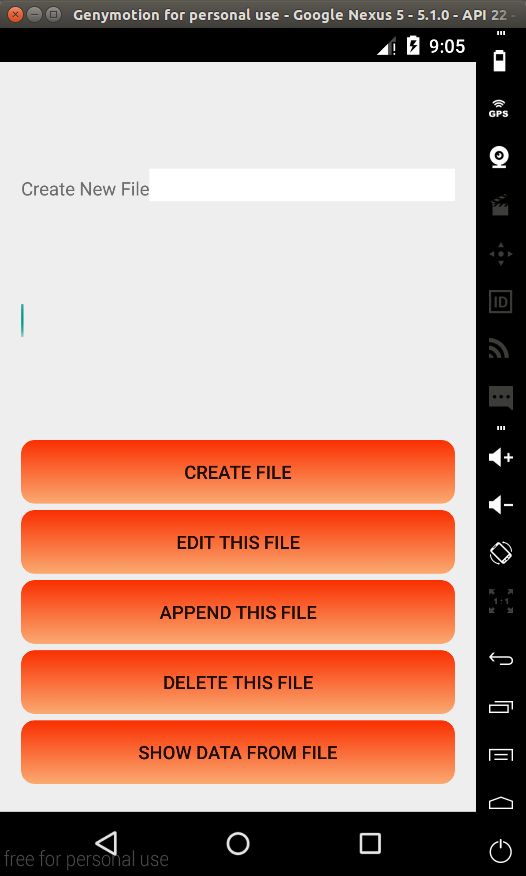 Genymotion for personal use - Google Nexus 5 - 5.1.0 - API 22 -
9:05
GPS
Create New File
ID
CREATE FILE
EDIT THIS FILE
APPEND THIS FILE
1:1
DELETE THIS FILE
SHOW DATA FROM FILE
free for personal use